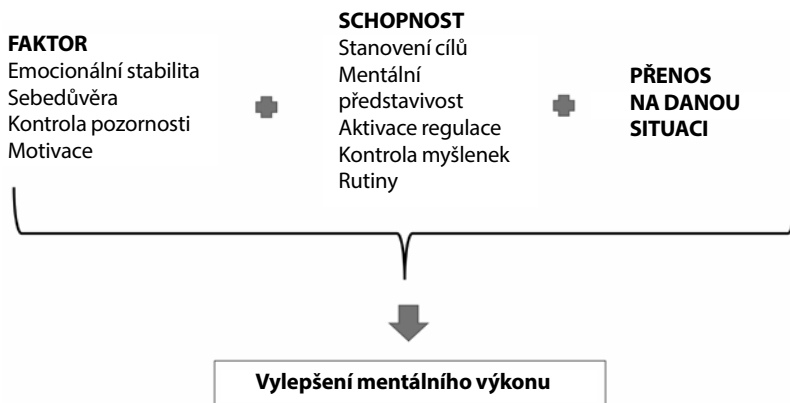 FAKTOR
Emocionální stabilita
Sebedůvěra
Kontrola pozornosti
Motivace
SCHOPNOST
Stanovení cílů
Mentální
představivost
Aktivace regulace
Kontrola myšlenek
Rutiny
PŘENOS
NA DANOU
SITUACI
Vylepšení mentálního výkonu